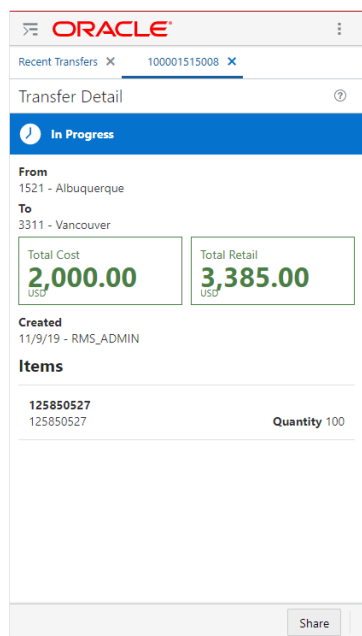 ORACLE
Recent Transfers 100001515008
Transfer Detail
In Progress
From
1521 - Albuquerque
To
3311 - Vancouver
Total Cost Total Retail
2,000.00 3,385.00
USD USD
Created
11/9/19 - RMS_ADMIN
Items
125850527
125850527 Quantity 100
Share